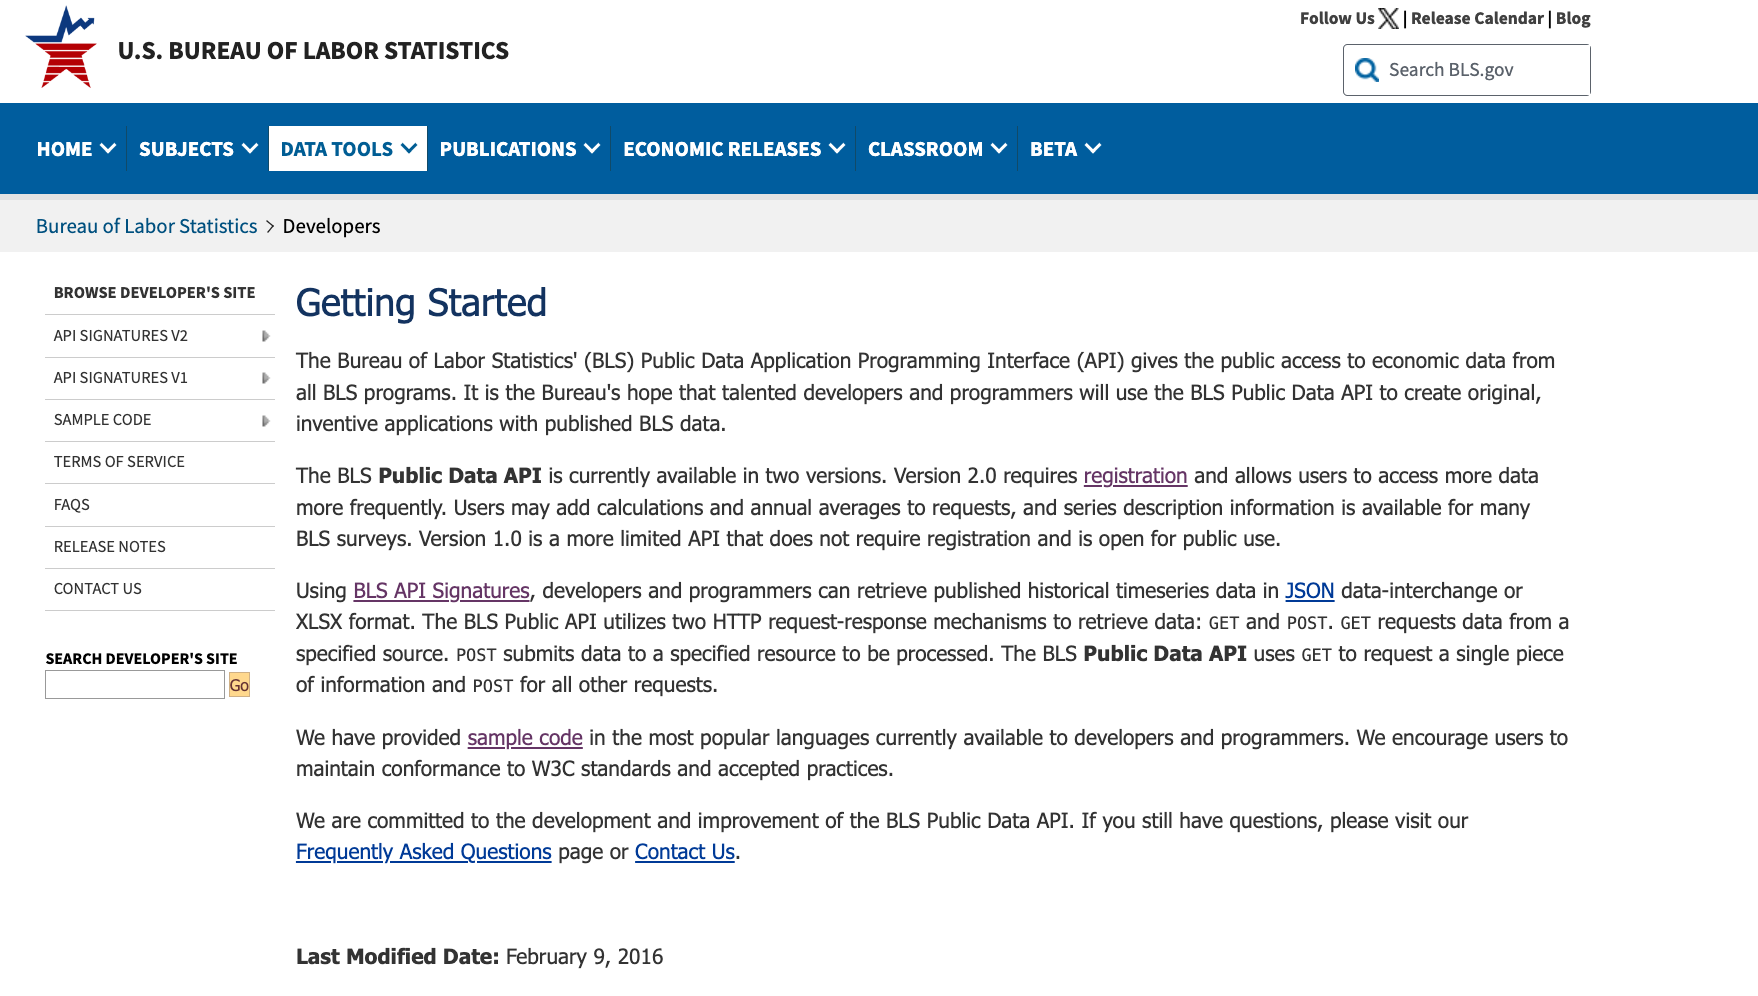 U.S. BUREAU OF LABOR STATISTICS
Follow Us | Release Calendar | Blog
Search BLS.gov
HOME SUBJECTS DATA TOOLS PUBLICATIONS ECONOMIC RELEASES CLASSROOM BETA
Bureau of Labor Statistics > Developers
BROWSE DEVELOPER'S SITE
API SIGNATURES V2
API SIGNATURES V1
SAMPLE CODE
TERMS OF SERVICE
FAQS
RELEASE NOTES
CONTACT US
SEARCH DEVELOPER'S SITE
Go
Getting Started
The Bureau of Labor Statistics' (BLS) Public Data Application Programming Interface (API) gives the public access to economic data from
all BLS programs. It is the Bureau's hope that talented developers and programmers will use the BLS Public Data API to create original,
inventive applications with published BLS data.
The BLS Public Data API is currently available in two versions. Version 2.0 requires registration and allows users to access more data
more frequently. Users may add calculations and annual averages to requests, and series description information is available for many
BLS surveys. Version 1.0 is a more limited API that does not require registration and is open for public use.
Using BLS API Signatures, developers and programmers can retrieve published historical timeseries data in JSON data-interchange or
XLSX format. The BLS Public API utilizes two HTTP request-response mechanisms to retrieve data: GET and POST. GET requests data from a
specified source. POST submits data to a specified resource to be processed. The BLS Public Data API uses GET to request a single piece
of information and POST for all other requests.
We have provided sample code in the most popular languages currently available to developers and programmers. We encourage users to
maintain conformance to W3C standards and accepted practices.
We are committed to the development and improvement of the BLS Public Data API. If you still have questions, please visit our
Frequently Asked Questions page or Contact Us.
Last Modified Date: February 9, 2016